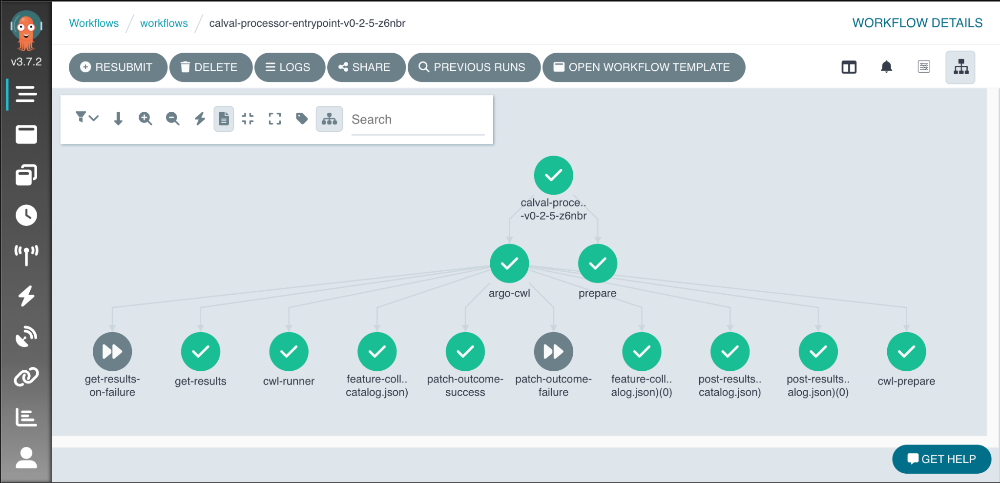 Workflows / workflows / calval-processor-entrypoint-v0-2-5-z6nbr
WORKFLOW DETAILS
v3.7.2
RESUBMIT
DELETE
LOGS
SHARE
PREVIOUS RUNS
OPEN WORKFLOW TEMPLATE
Search
calval-proce..
-v0-2-5-z6nbr
argo-cwl
prepare
get-results-
on-failure
get-results
cwl-runner
feature-coll..
catalog.json)
patch-outcome-
success
patch-outcome-
failure
feature-coll..
alog.json)(0)
post-results..
catalog.json)
post-results..
alog.json)(0)
cwl-prepare
GET HELP